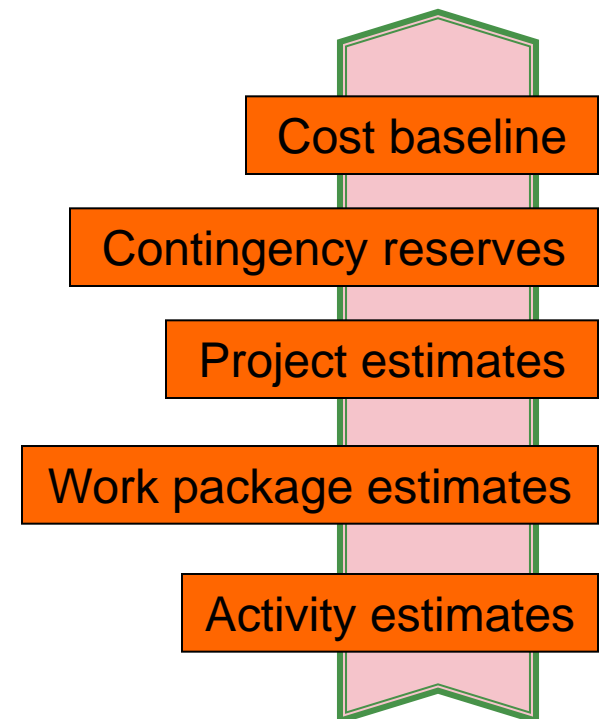 Cost baseline
Contingency reserves
Project estimates
Work package estimates
Activity estimates